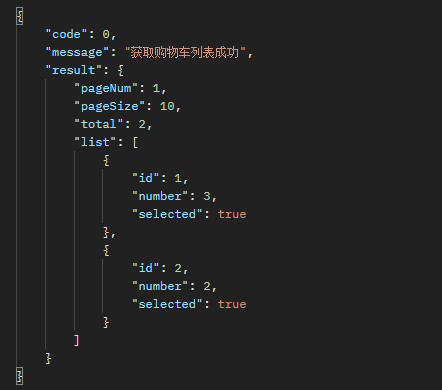 {
    "code": 0,
    "message": "获取购物车列表成功",
    "result": {
        "pageNum": 1,
        "pageSize": 10,
        "total": 2,
        "list": [
            {
                "id": 1,
                "number": 3,
                "selected": true
            },
            {
                "id": 2,
                "number": 2,
                "selected": true
            }
        ]
    }
}